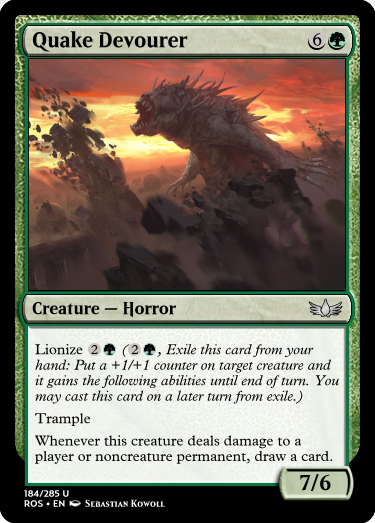 Quake Devourer 6
Creature — Horror
Lionize 2 (2, Exile this card from your
hand: Put a +1/+1 counter on target creature and
it gains the following abilities until end of turn. You
may cast this card on a later turn from exile.)
Trample
Whenever this creature deals damage to a
player or noncreature permanent, draw a card.
7/6
184/285 U
ROS • EN Sebastian Kowoll